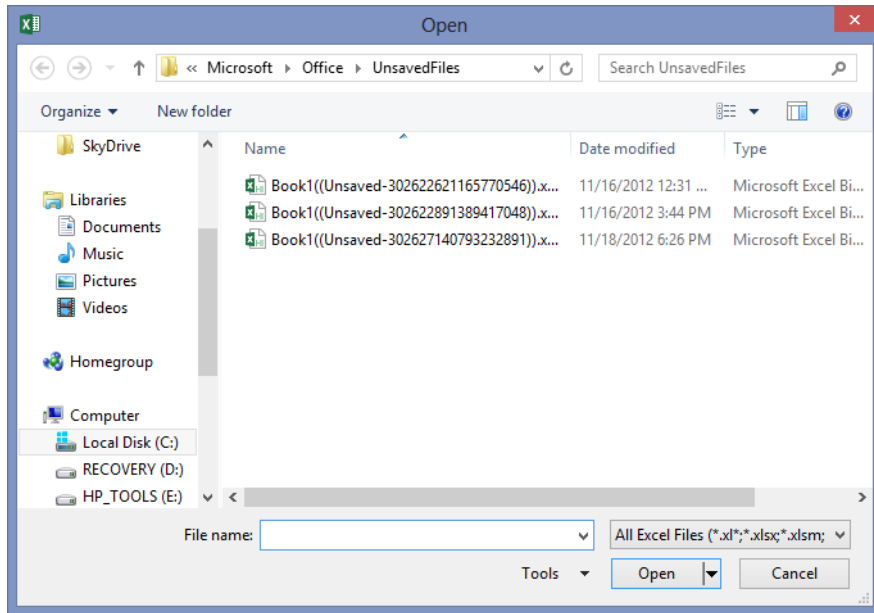 Open
« Microsoft Office UnsavedFiles Search UnsavedFiles
Organize New folder
SkyDrive
Libraries
Documents
Music
Pictures
Videos
Homegroup
Computer
Local Disk (C:)
RECOVERY (D:)
HP_TOOLS (E:)
Name Date modified Type
Book1((Unsaved-302622621165770546)).x... 11/16/2012 12:31 ... Microsoft Excel Bi...
Book1((Unsaved-302622891389417048)).x... 11/16/2012 3:44 PM Microsoft Excel Bi...
Book1((Unsaved-302627140793232891)).x... 11/18/2012 6:26 PM Microsoft Excel Bi...
File name: All Excel Files (*.xl*;*.xlsx;*.xlsm;
Tools Open Cancel